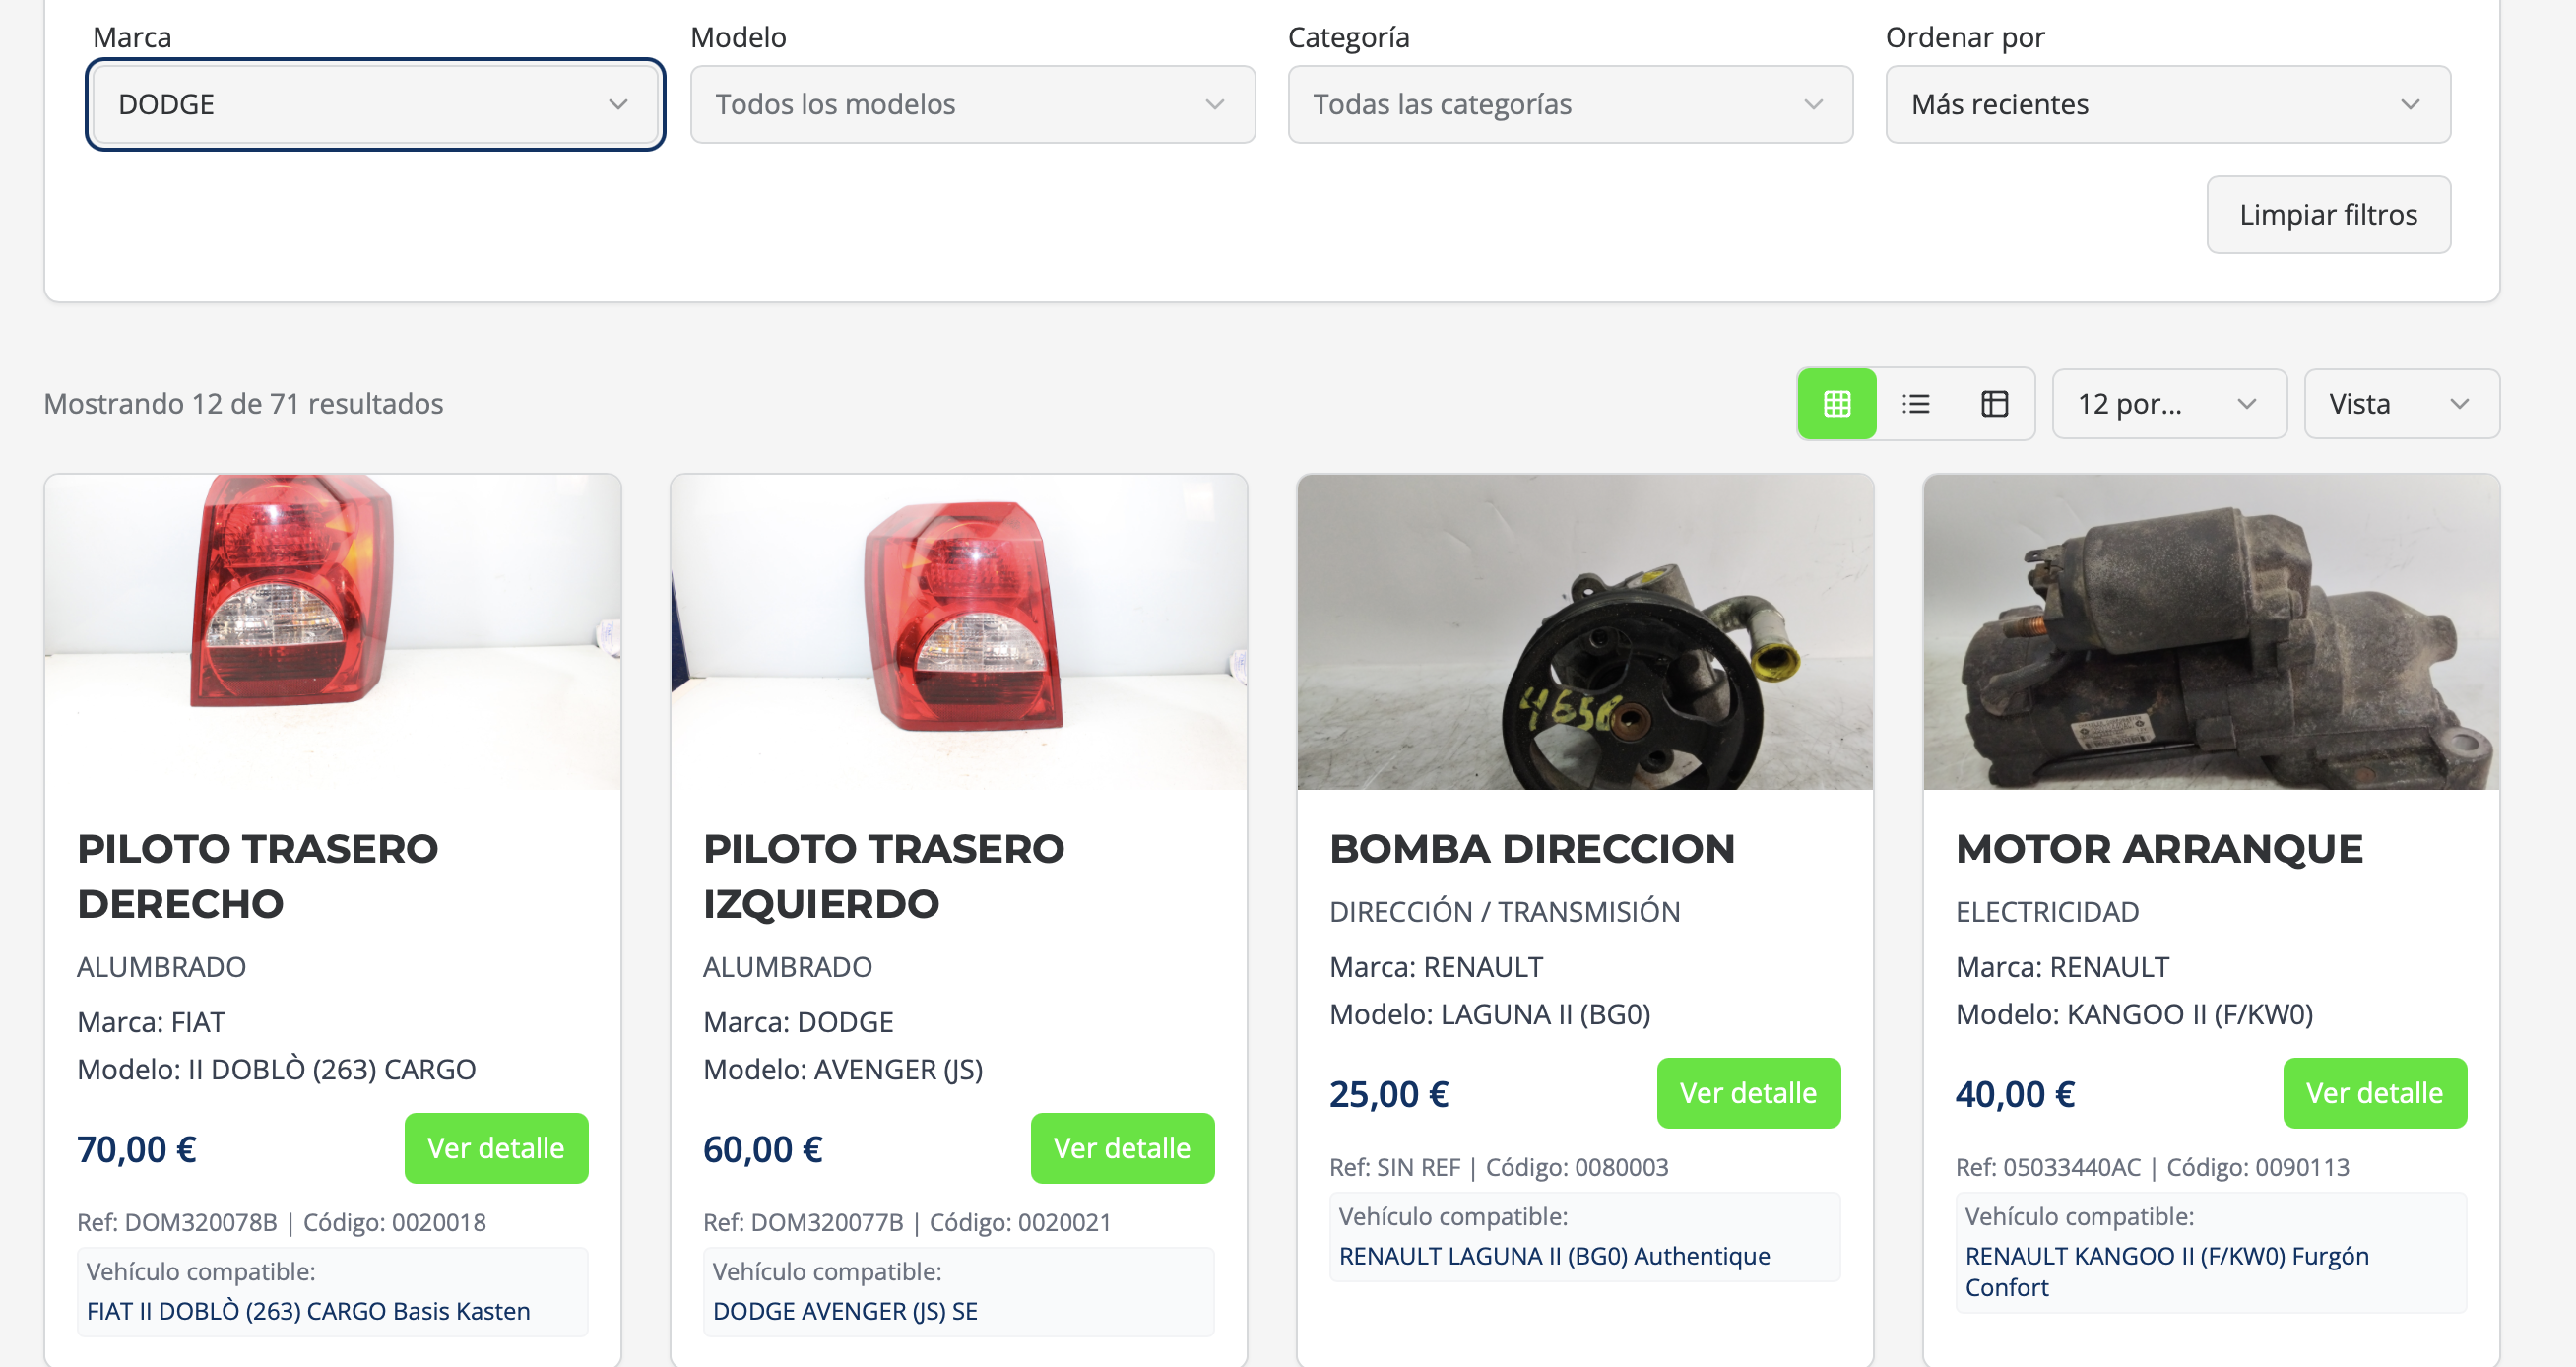 Marca
Modelo
Categoría
Ordenar por
DODGE
Todos los modelos
Todas las categorías
Más recientes
Limpiar filtros
Mostrando 12 de 71 resultados
12 por...
Vista
4650
PILOTO TRASERO
DERECHO
ALUMBRADO
Marca: FIAT
Modelo: II DOBLÒ (263) CARGO
70,00 €
Ver detalle
Ref: DOM320078B | Código: 0020018
Vehículo compatible:
FIAT II DOBLÒ (263) CARGO Basis Kasten
PILOTO TRASERO
IZQUIERDO
ALUMBRADO
Marca: DODGE
Modelo: AVENGER (JS)
60,00 €
Ver detalle
Ref: DOM320077B | Código: 0020021
Vehículo compatible:
DODGE AVENGER (JS) SE
BOMBA DIRECCION
DIRECCIÓN / TRANSMISIÓN
Marca: RENAULT
Modelo: LAGUNA II (BG0)
25,00 €
Ver detalle
Ref: SIN REF | Código: 0080003
Vehículo compatible:
RENAULT LAGUNA II (BG0) Authentique
MOTOR ARRANQUE
ELECTRICIDAD
Marca: RENAULT
Modelo: KANGOO II (F/KW0)
40,00 €
Ver detalle
Ref: 05033440AC | Código: 0090113
Vehículo compatible:
RENAULT KANGOO II (F/KW0) Furgón
Confort